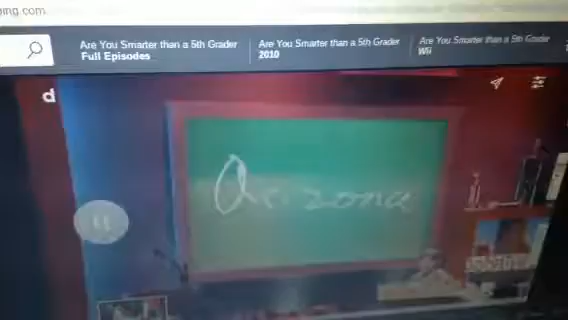 ing.com
Are You Smarter than a 5th Grader
Full Episodes
Are You Smarter than a 5th Grader
2010
Are You Smarter than a 5th Grader
Wii
d
Arizona